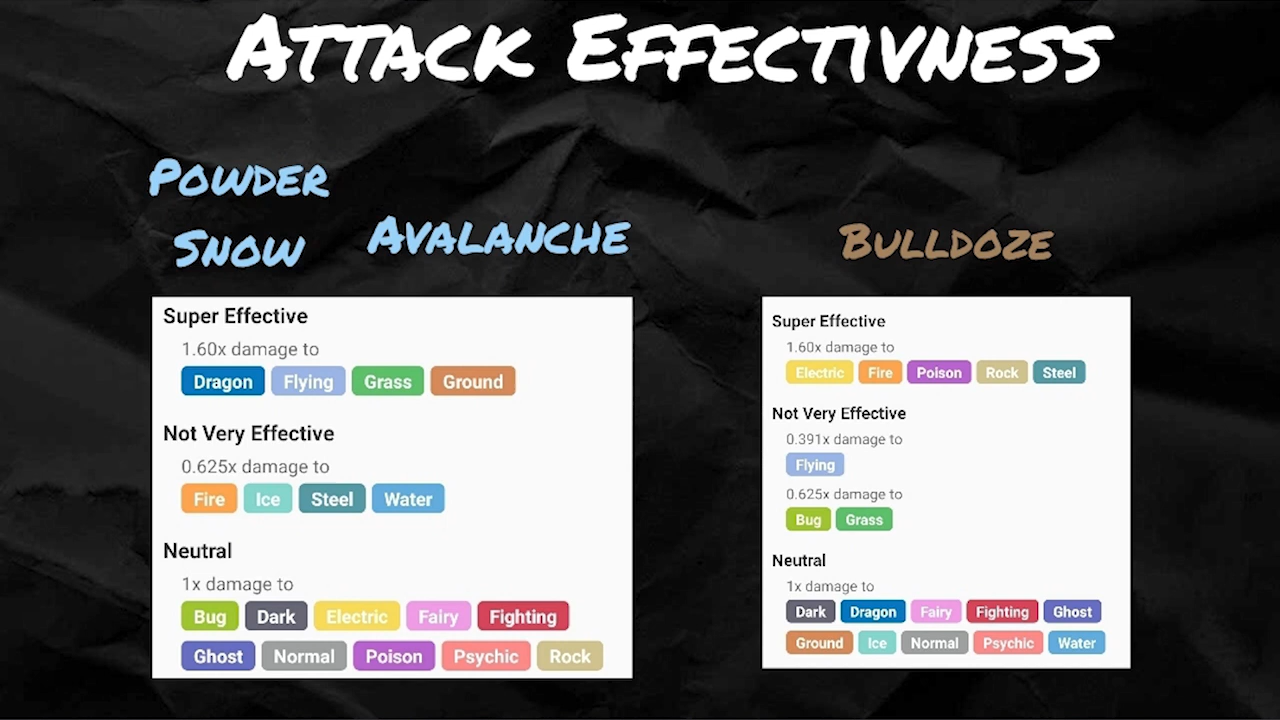 ATTACK EFFECTIVNESS
POWDER
SNOW
AVALANCHE
Super Effective
1.60x damage to
Dragon Flying Grass Ground
Not Very Effective
0.625x damage to
Fire Ice Steel Water
Neutral
1x damage to
Bug Dark Electric Fairy Fighting
Ghost Normal Poison Psychic Rock
BULLDOZE
Super Effective
1.60x damage to
Electric Fire Poison Rock Steel
Not Very Effective
0.391x damage to
Flying
0.625x damage to
Bug Grass
Neutral
1x damage to
Dark Dragon Fairy Fighting Ghost
Ground Ice Normal Psychic Water